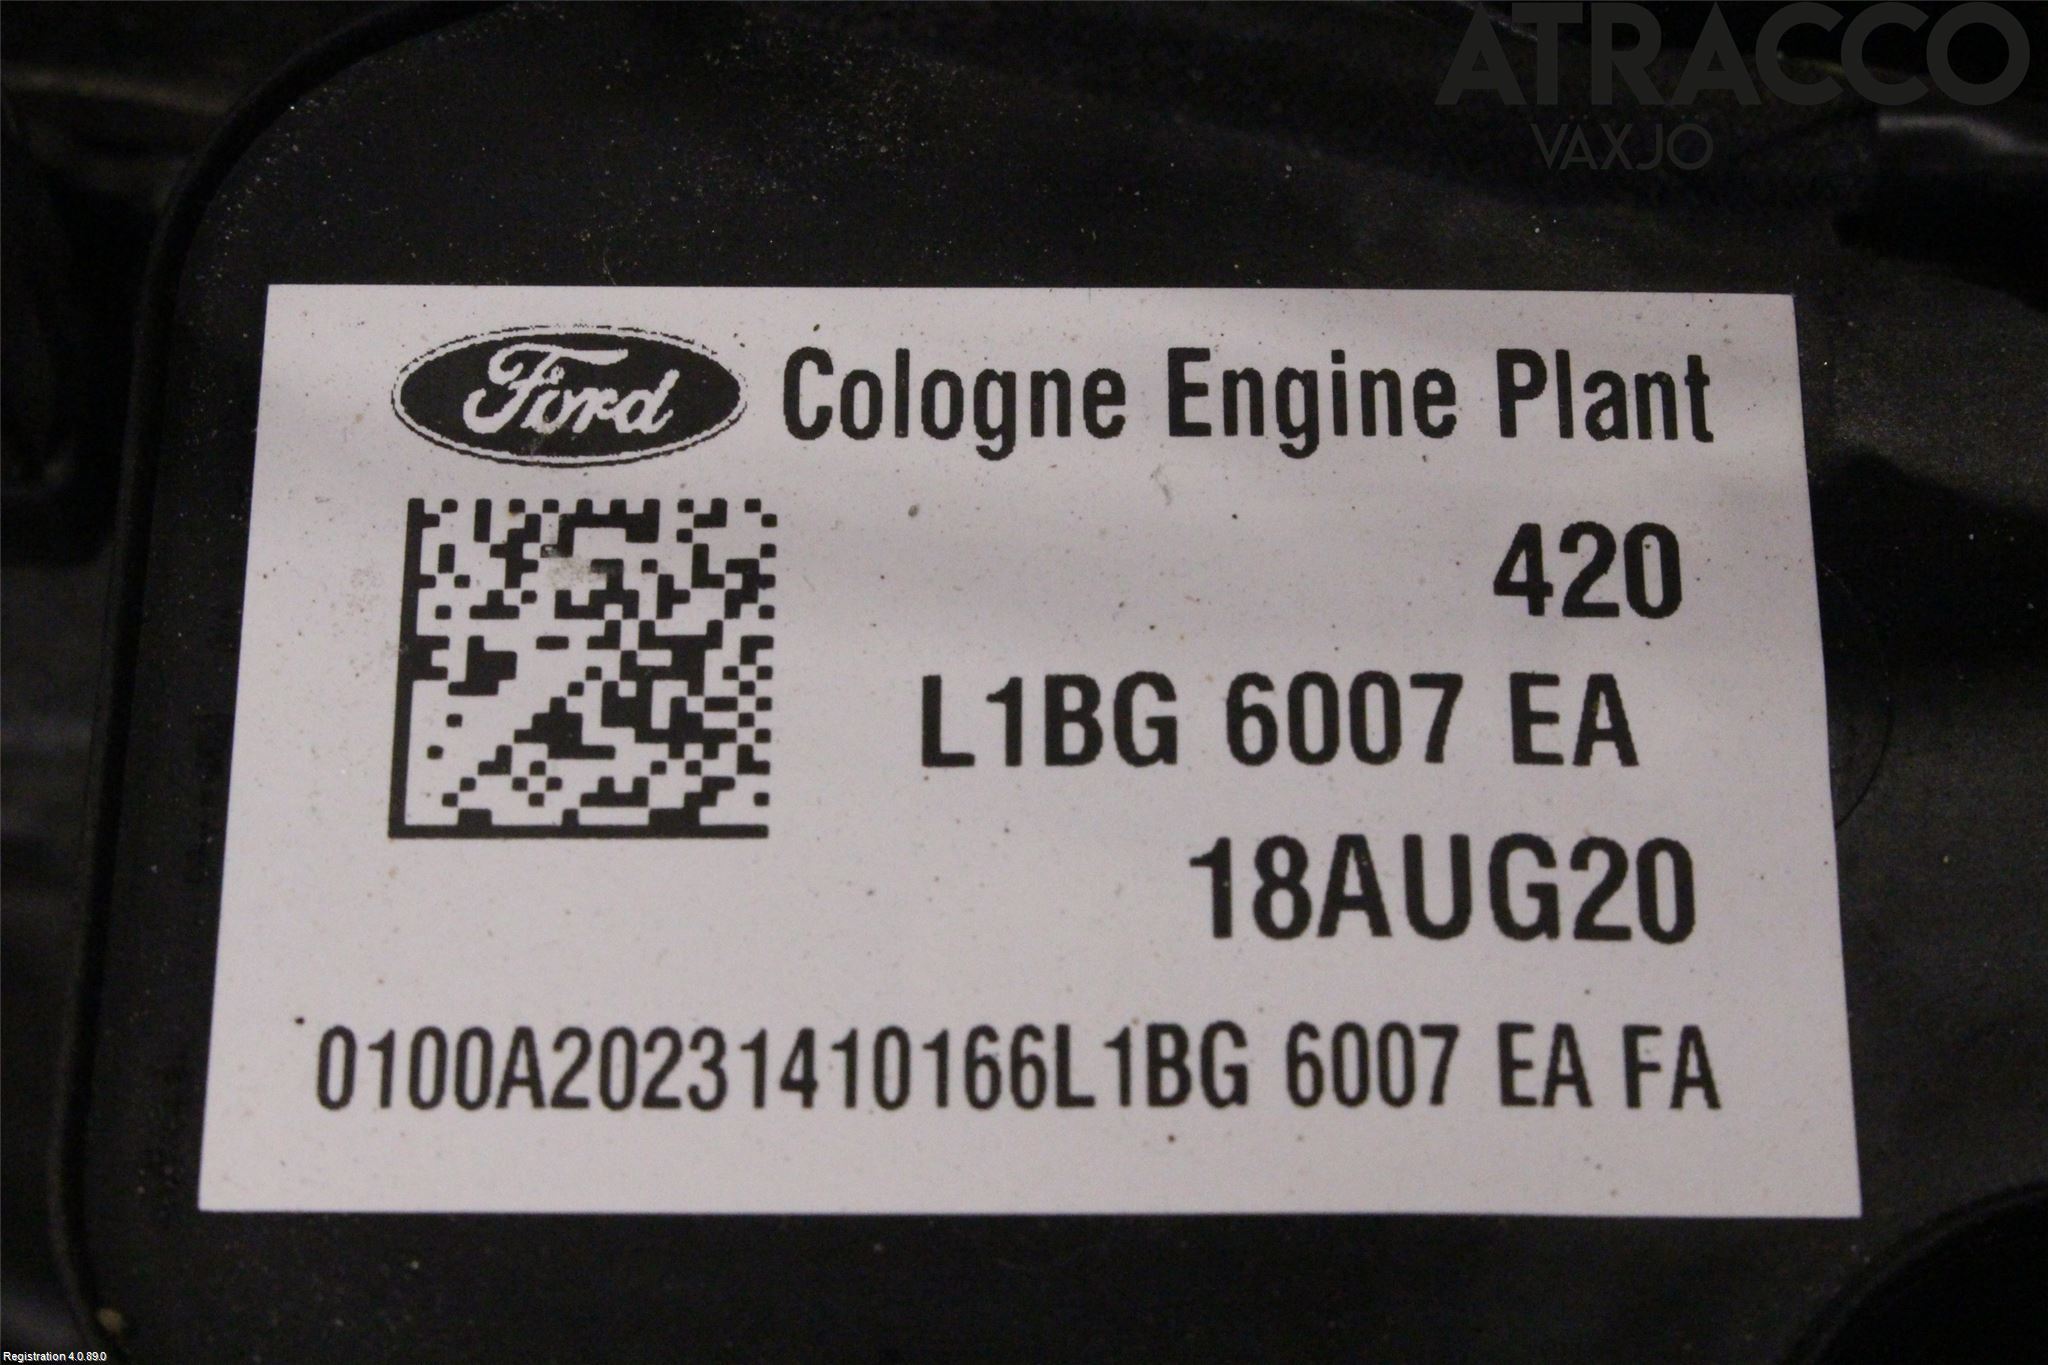 ATRACCO
VAXJO
Ford Cologne Engine Plant
420
L1BG 6007 EA
18AUG20
0100A20231410166L1BG 6007 EA FA
Registration 4.0.89.0